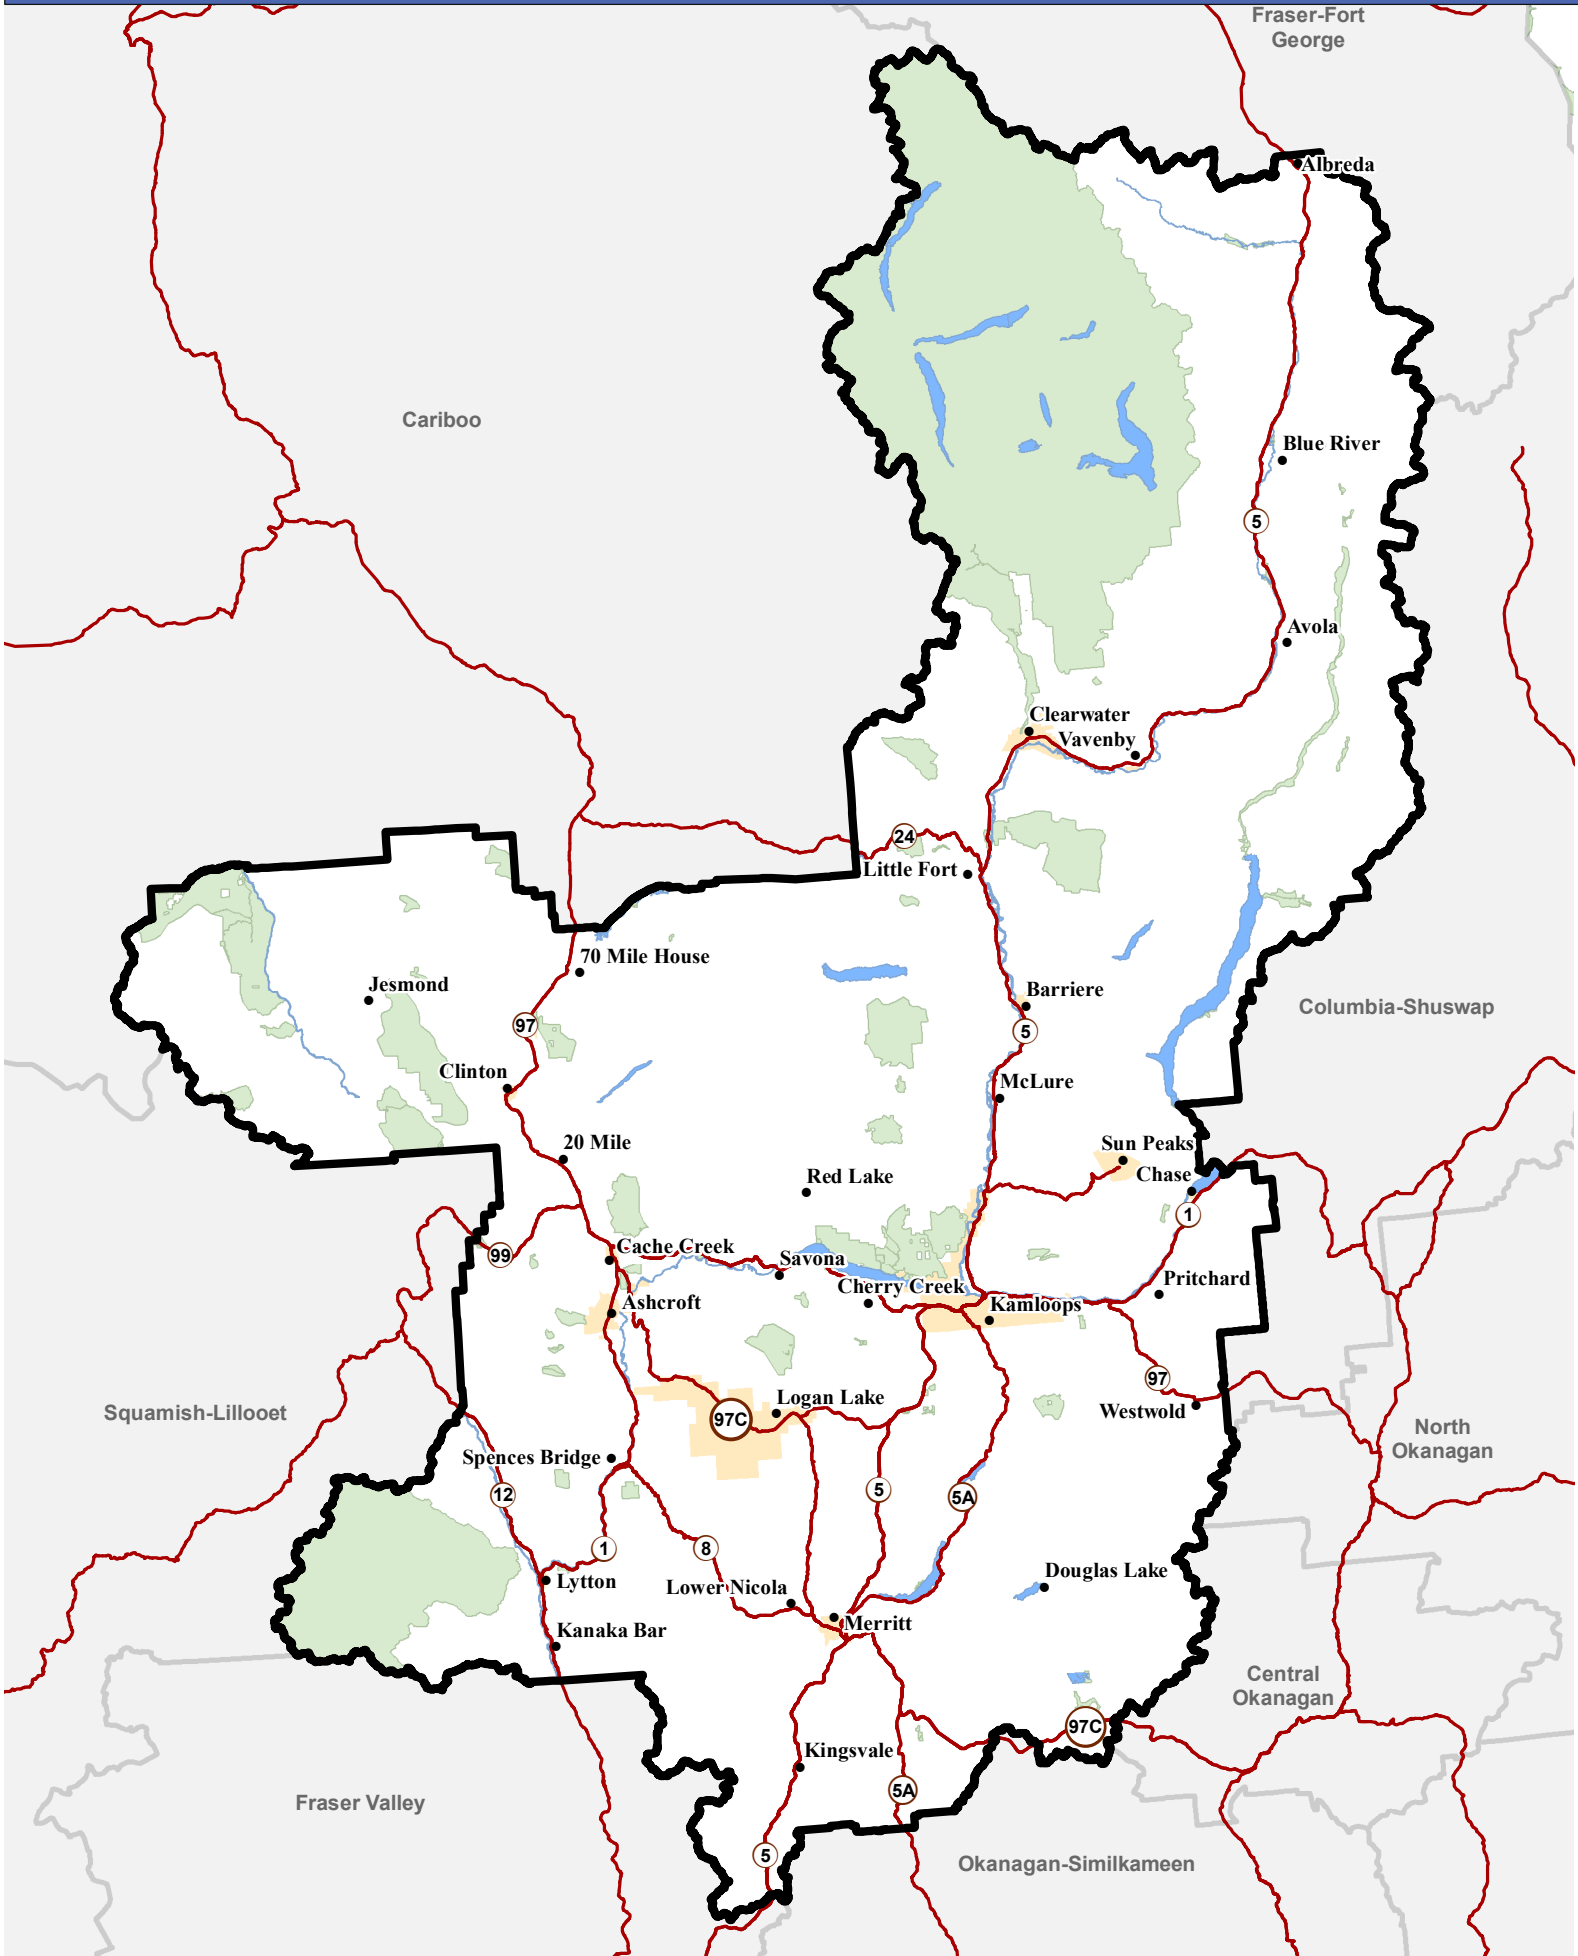 Fraser-Fort
George
Albreda
Cariboo
Blue River
5
Avola
Clearwater
Vavenby
24
Little Fort
70 Mile House
Jesmond
Barriere
Columbia-Shuswap
97
5
Clinton
McLure
20 Mile
Sun Peaks
Red Lake
Chase
1
Cache Creek
99
Savona
Pritchard
Cherry Creek
Ashcroft
Kamloops
97
Logan Lake
Westwold
Squamish-Lillooet
97C
North
Okanagan
Spences Bridge
12
5
5A
1
8
Douglas Lake
Lytton
Lower Nicola
Merritt
Kanaka Bar
Central
Okanagan
97C
Kingsvale
5A
Fraser Valley
5
Okanagan-Similkameen